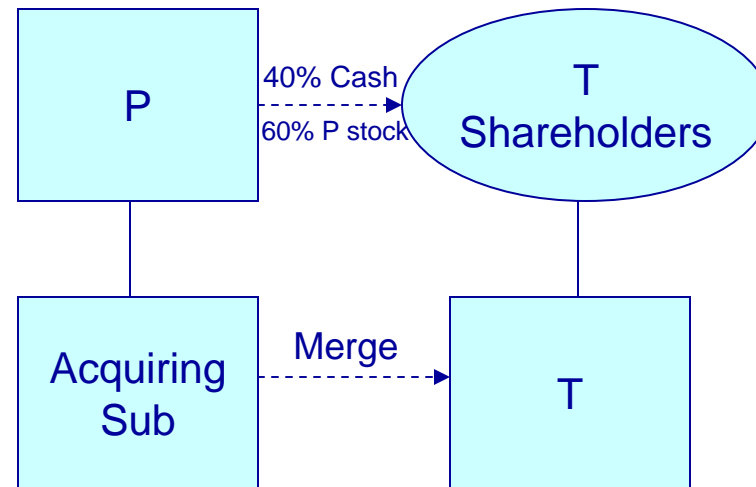 P
40% Cash
60% P stock
T
Shareholders
Acquiring
Sub
Merge
T